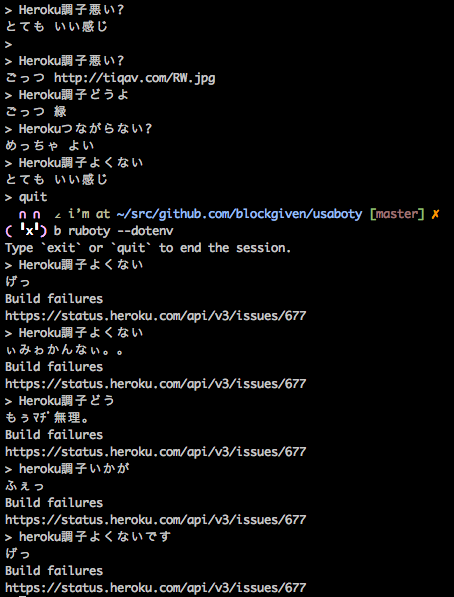 > Heroku調子悪い?
とても いい感じ
>
> Heroku調子悪い?
ごっつ http://tiqav.com/RW.jpg
> Heroku調子どうよ
ごっつ 緑
> Herokuつながらない?
めっちゃ よい
> Heroku調子よくない
とても いい感じ
> quit
∩ ∩ ∠ i'm at ~/src/github.com/blockgiven/usaboty [master] ✗
( ╹x╹) b ruboty --dotenv
Type `exit` or `quit` to end the session.
> Heroku調子よくない
げっ
Build failures
https://status.heroku.com/api/v3/issues/677
> Heroku調子よくない
ぃみゎかんなぃ。。
Build failures
https://status.heroku.com/api/v3/issues/677
> Heroku調子どう
もぅﾏﾁﾞ無理。
Build failures
https://status.heroku.com/api/v3/issues/677
> heroku調子いかが
ふぇっ
Build failures
https://status.heroku.com/api/v3/issues/677
> heroku調子よくないです
げっ
Build failures
https://status.heroku.com/api/v3/issues/677